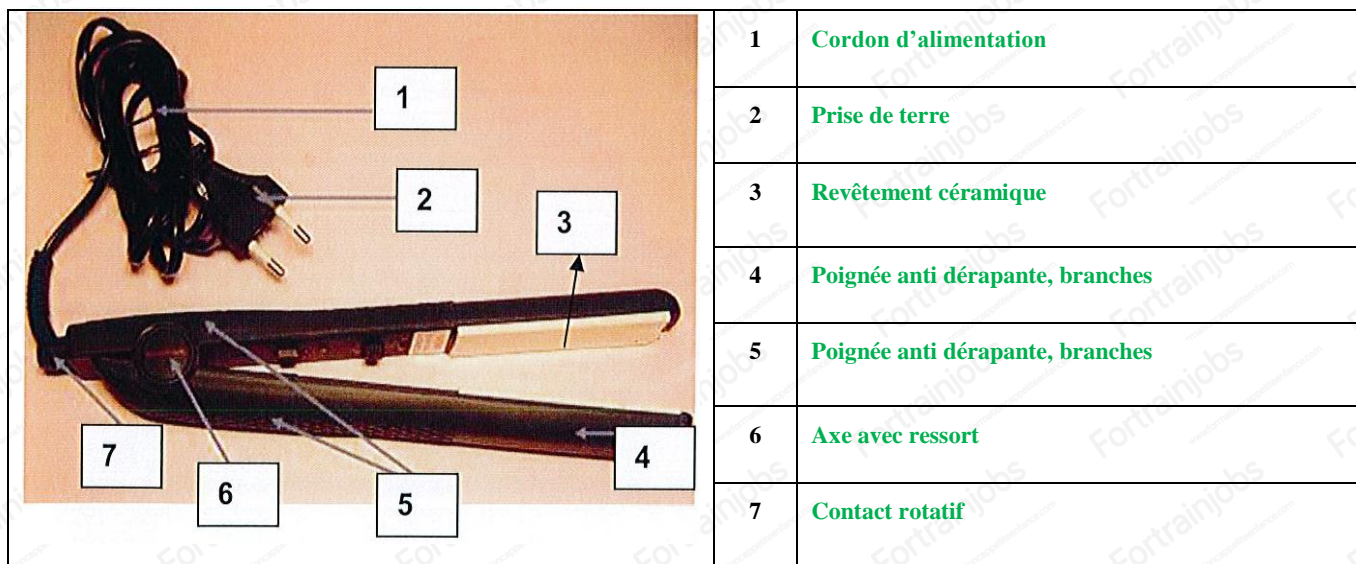 1
2
3
4
5
6
7
1 Cordon d’alimentation
2 Prise de terre
3 Revêtement céramique
4 Poignée anti dérapante, branches
5 Poignée anti dérapante, branches
6 Axe avec ressort
7 Contact rotatif
Fortrainjobs